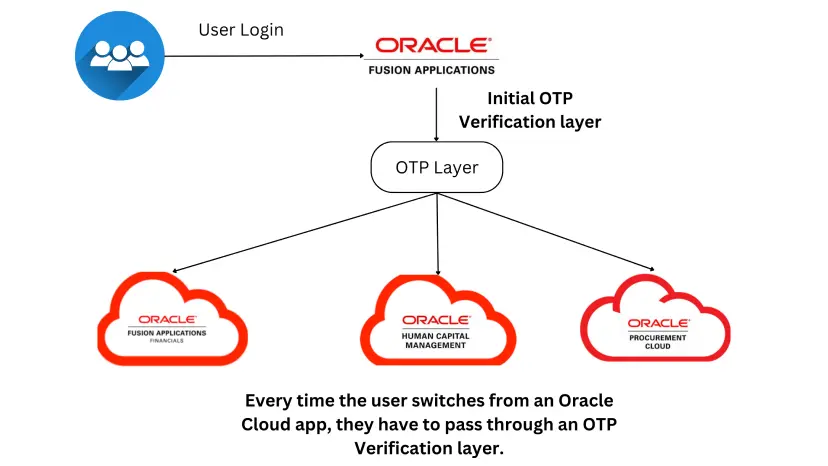 User Login
ORACLE®
FUSION APPLICATIONS
Initial OTP
Verification layer
OTP Layer
ORACLE®
FUSION APPLICATIONS
FINANCIALS
ORACLE®
HUMAN CAPITAL
MANAGEMENT
ORACLE®
PROCUREMENT
CLOUD
Every time the user switches from an Oracle
Cloud app, they have to pass through an OTP
Verification layer.